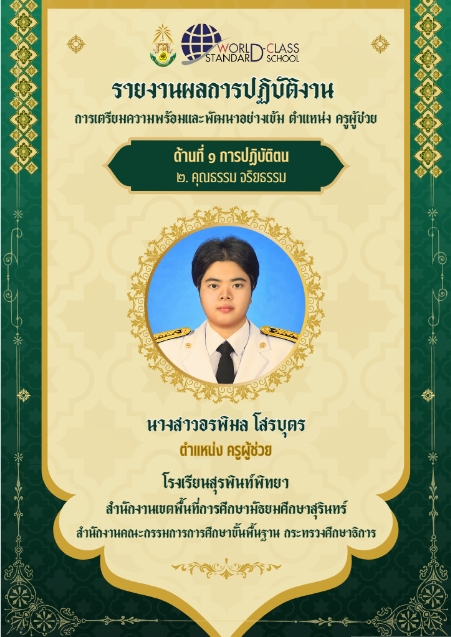 WORLD-CLASS
STANDARD SCHOOL
รายงานผลการปฏิบัติงาน
การเตรียมความพร้อมและพัฒนาอย่างเข้ม ตำแหน่ง ครูผู้ช่วย
ด้านที่ ๑ การปฏิบัติตน
๒. คุณธรรม จริยธรรม
นางสาวอรพิมล โสรบุตร
ตำแหน่ง ครูผู้ช่วย
โรงเรียนสุรพินท์พิทยา
สำนักงานเขตพื้นที่การศึกษามัธยมศึกษาสุรินทร์
สำนักงานคณะกรรมการการศึกษาขั้นพื้นฐาน กระทรวงศึกษาธิการ